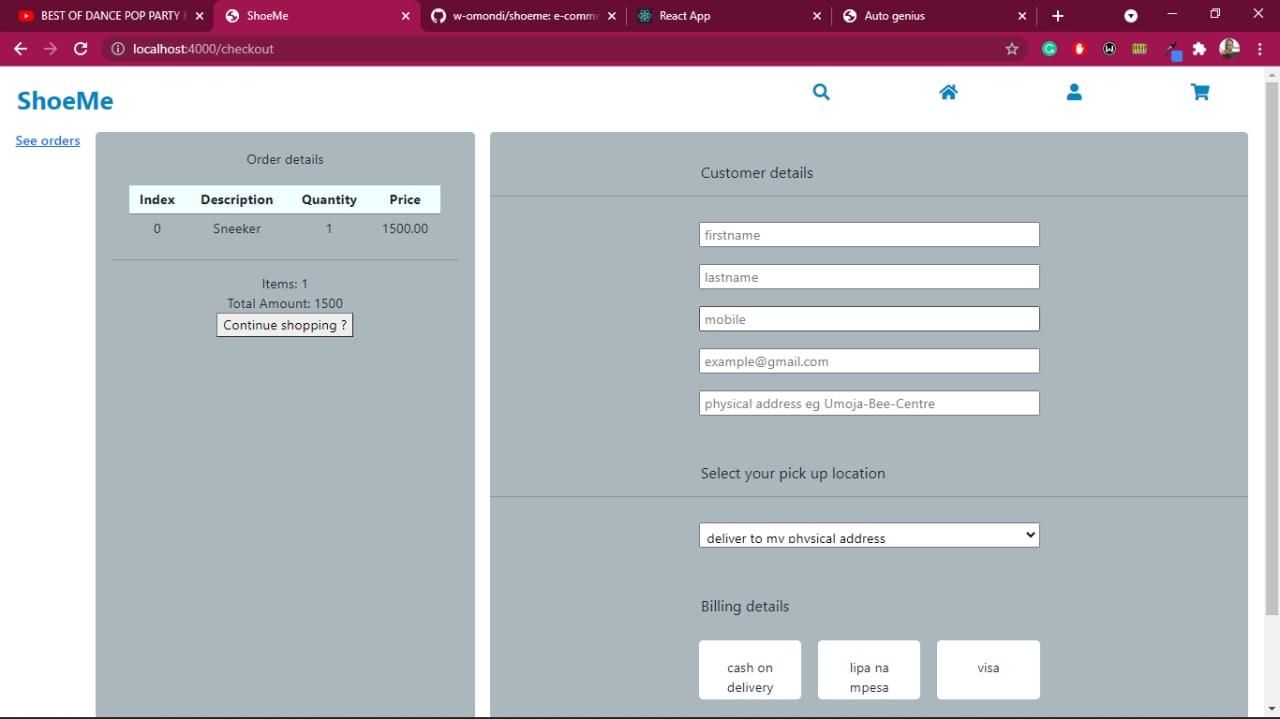 BEST OF DANCE POP PARTY
ShoeMe
w-omondi/shoeme: e-comme
React App
Auto genius
localhost:4000/checkout
ShoeMe
See orders
Order details
Index Description Quantity Price
0 Sneeker 1 1500.00
Items: 1
Total Amount: 1500
Continue shopping ?
Customer details
firstname
lastname
mobile
example@gmail.com
physical address eg Umoja-Bee-Centre
Select your pick up location
deliver to my physical address
Billing details
cash on
delivery
lipa na
mpesa
visa